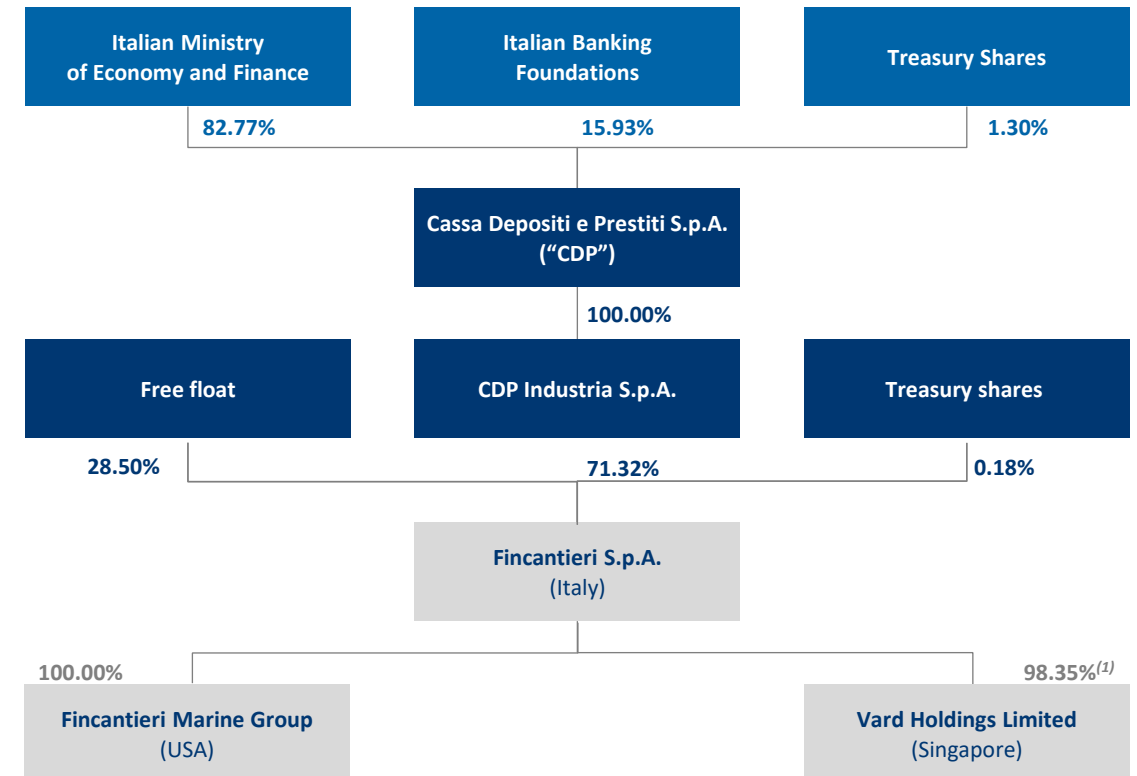 Italian Ministry
of Economy and Finance
Italian Banking
Foundations
Treasury Shares
82.77%
15.93%
1.30%
Cassa Depositi e Prestiti S.p.A.
(“CDP”)
100.00%
Free float
CDP Industria S.p.A.
Treasury shares
28.50%
71.32%
0.18%
Fincantieri S.p.A.
(Italy)
100.00%
98.35%(1)
Fincantieri Marine Group
(USA)
Vard Holdings Limited
(Singapore)